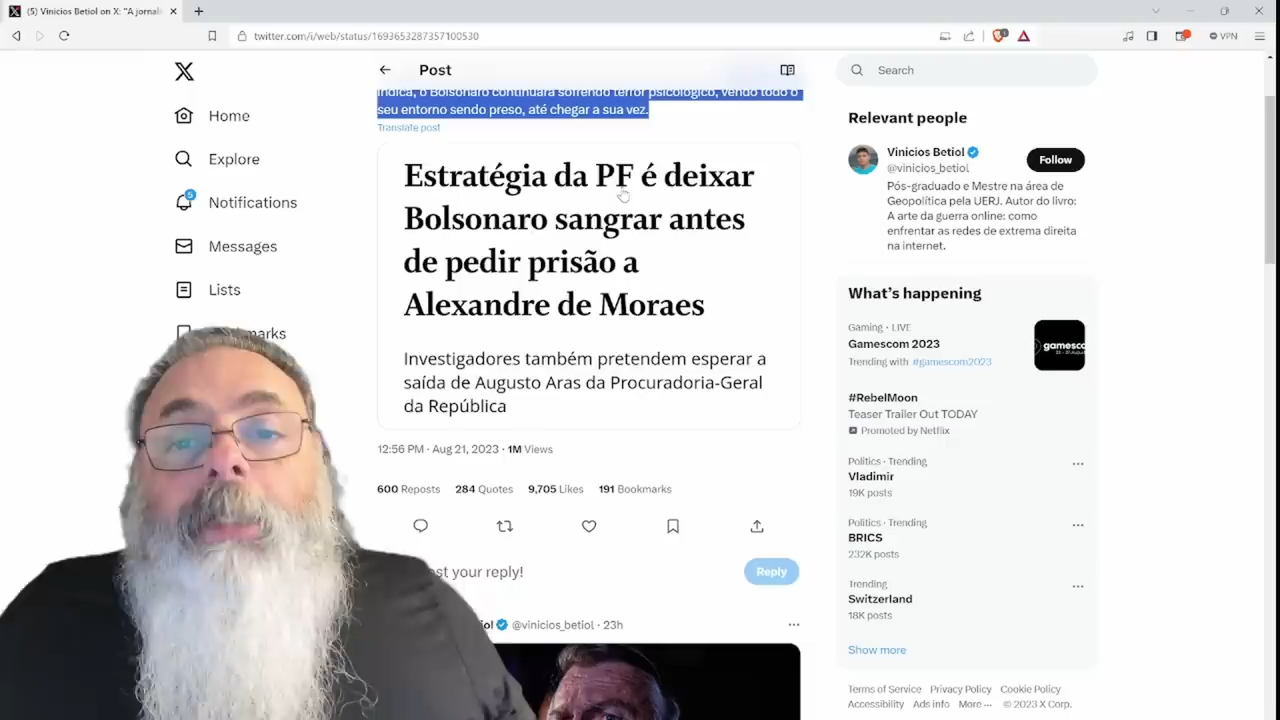 (5) Vinicios Betiol on X: "A jornali
twitter.com/i/web/status/1693653287357100530
VPN
Home
Explore
5
Notifications
Messages
Lists
Post
indica, o Bolsonaro continuará sofrendo terror psicológico, vendo todo o
seu entorno sendo preso, até chegar a sua vez.
Translate post
Estratégia da PF é deixar
Bolsonaro sangrar antes
de pedir prisão a
Alexandre de Moraes
Investigadores também pretendem esperar a
saída de Augusto Aras da Procuradoria-Geral
da República
12:56 PM · Aug 21, 2023 · 1M Views
600 Reposts 284 Quotes 9,705 Likes 191 Bookmarks
ost your reply!
Reply
iol @vinicios_betiol · 23h
Search
Relevant people
Vinicios Betiol
@vinicios_betiol
Follow
Pós-graduado e Mestre na área de
Geopolítica pela UERJ. Autor do livro:
A arte da guerra online: como
enfrentar as redes de extrema direita
na internet.
What's happening
Gaming · LIVE
Gamescom 2023
Trending with #gamescom2023
gamesco
#RebelMoon
Teaser Trailer Out TODAY
Promoted by Netflix
Politics · Trending
Vladimir
19K posts
Politics · Trending
BRICS
232K posts
Trending
Switzerland
18K posts
Show more
Terms of Service Privacy Policy Cookie Policy
Accessibility Ads info More ··· © 2023 X Corp.